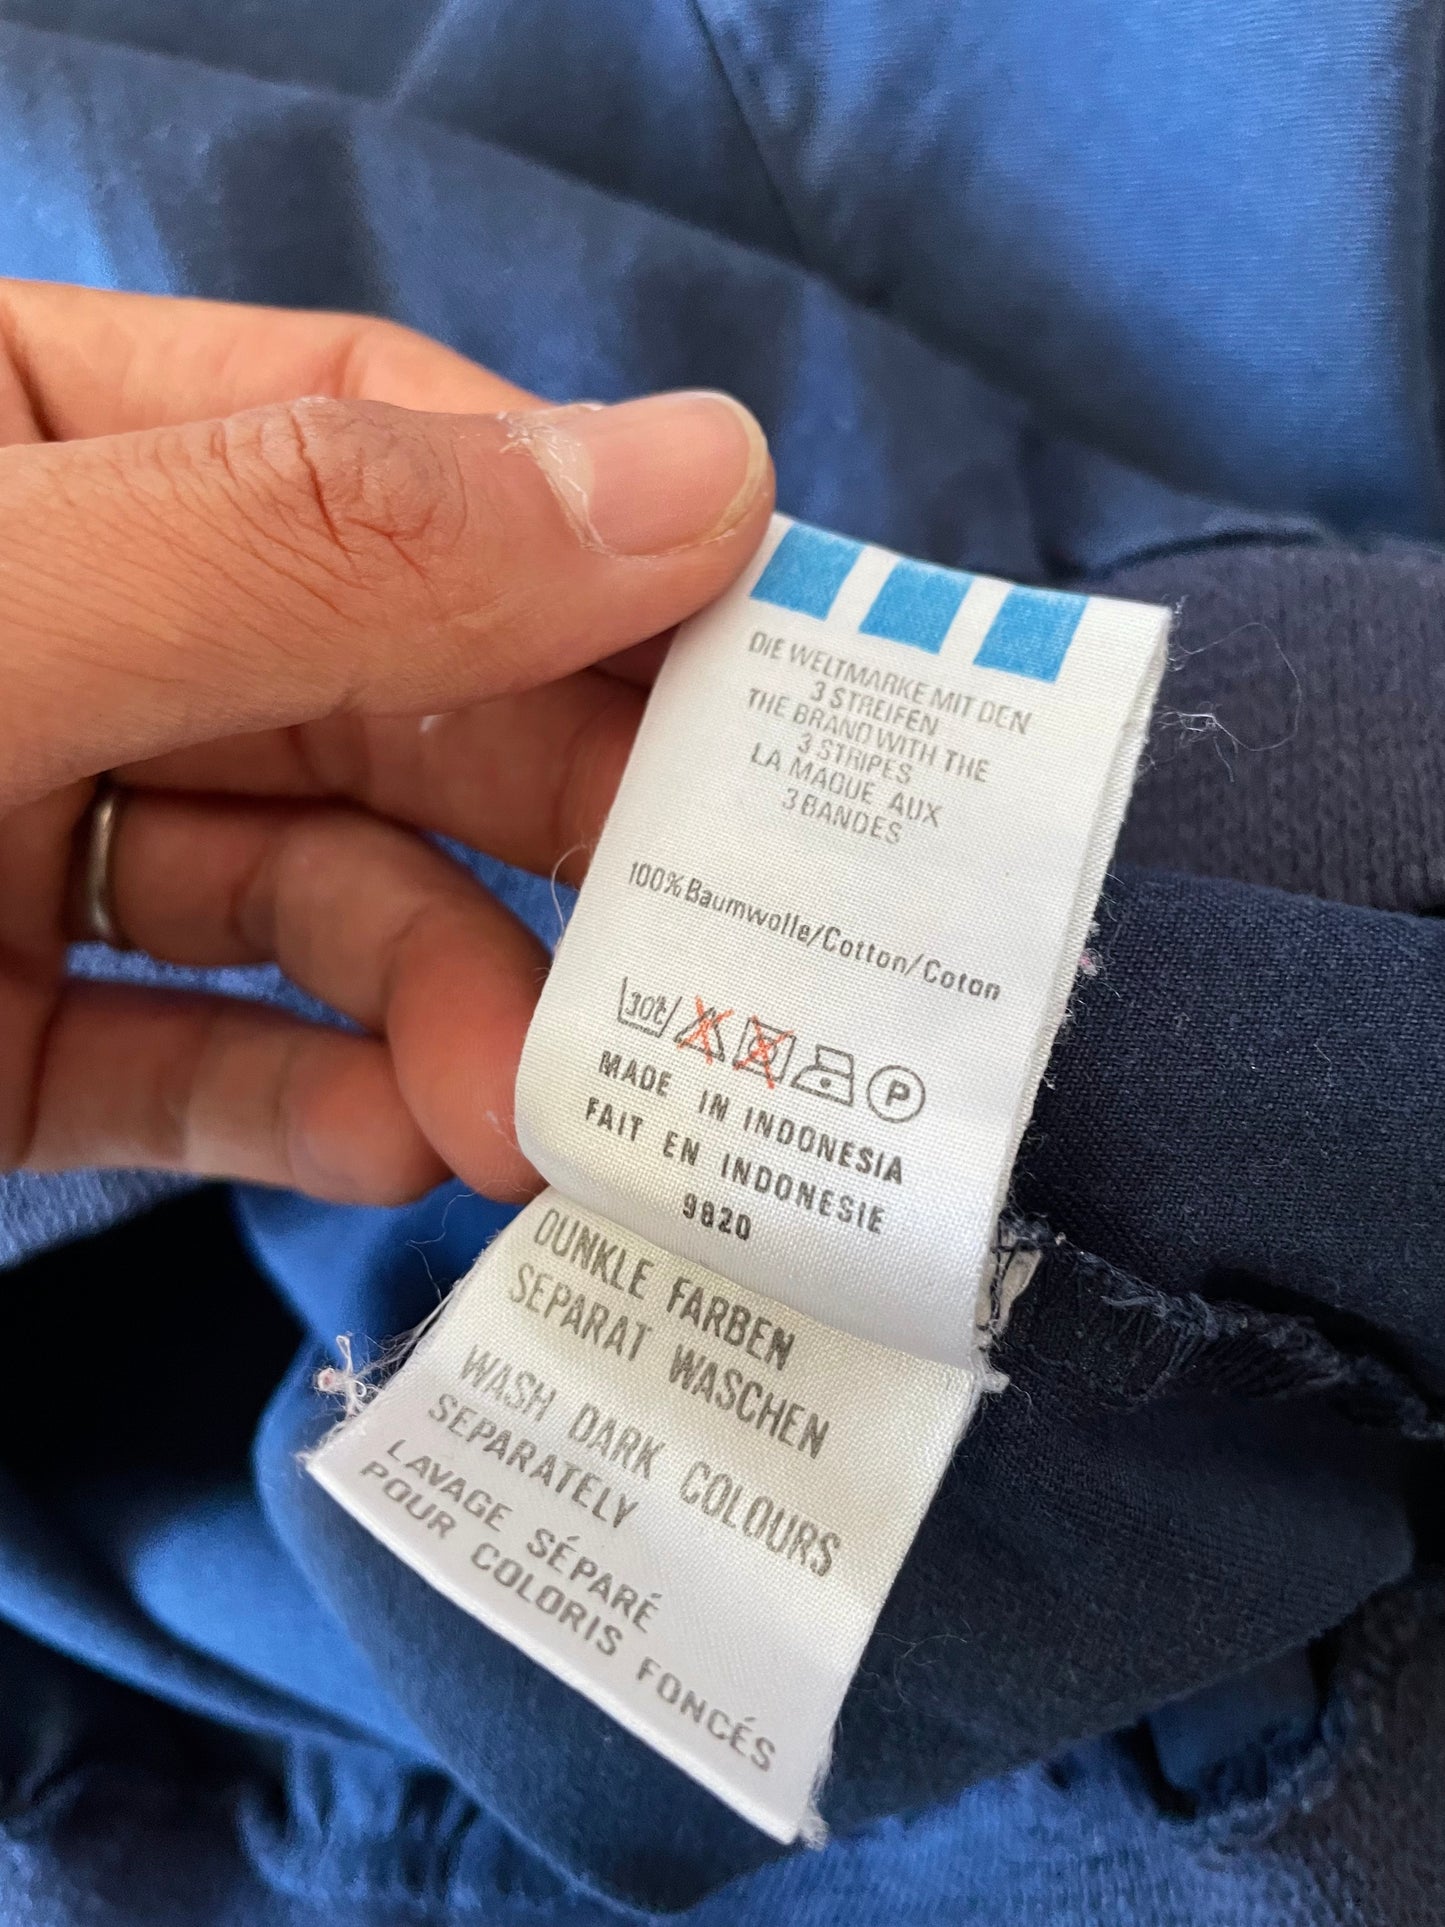 DIE WELTMARKE MIT DEN
3 STREIFEN
THE BRAND WITH THE
3 STRIPES
LA MAQUE AUX
3 BANDES
100% Baumwolle/Cotton/Coton
30°c
P
MADE IN INDONESIA
FAIT EN INDONESIE
9820
DUNKLE FARBEN
SEPARAT WASCHEN
WASH DARK COLOURS
SEPARATELY
LAVAGE SÉPARÉ
POUR COLORIS FONCÉS